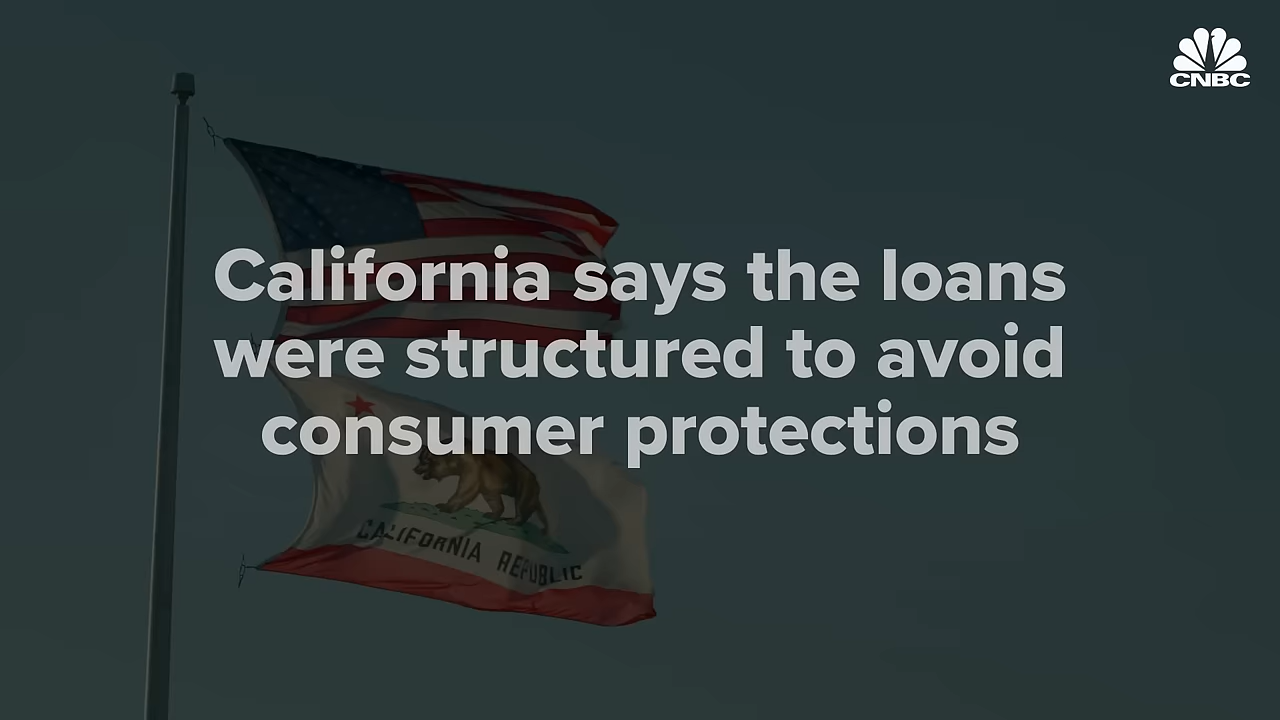 CNBC
California says the loans
were structured to avoid
consumer protections
CALIFORNIA REPUBLIC